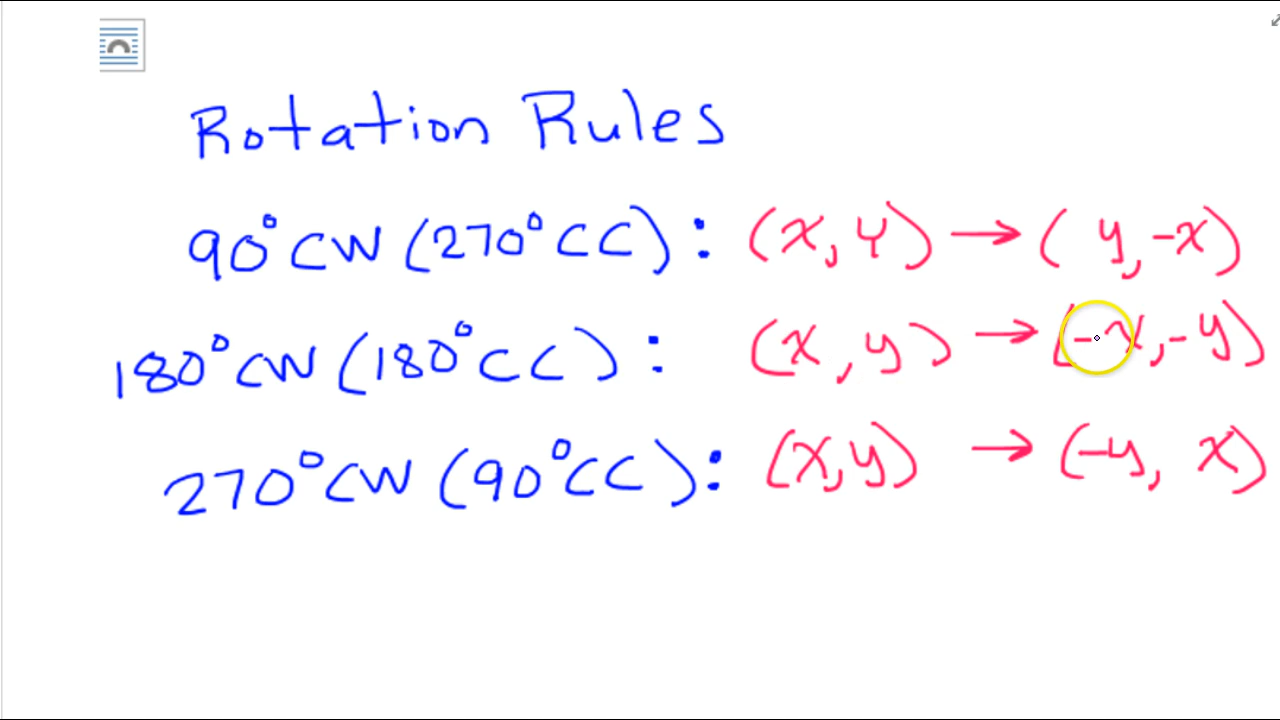 Rotation Rules
90° CW (270° CC): (x, Y) → (y, -x)
180° CW (180° CC): (x, y) → (-x, -y)
270° CW (90° CC): (x, y) → (-y, x)